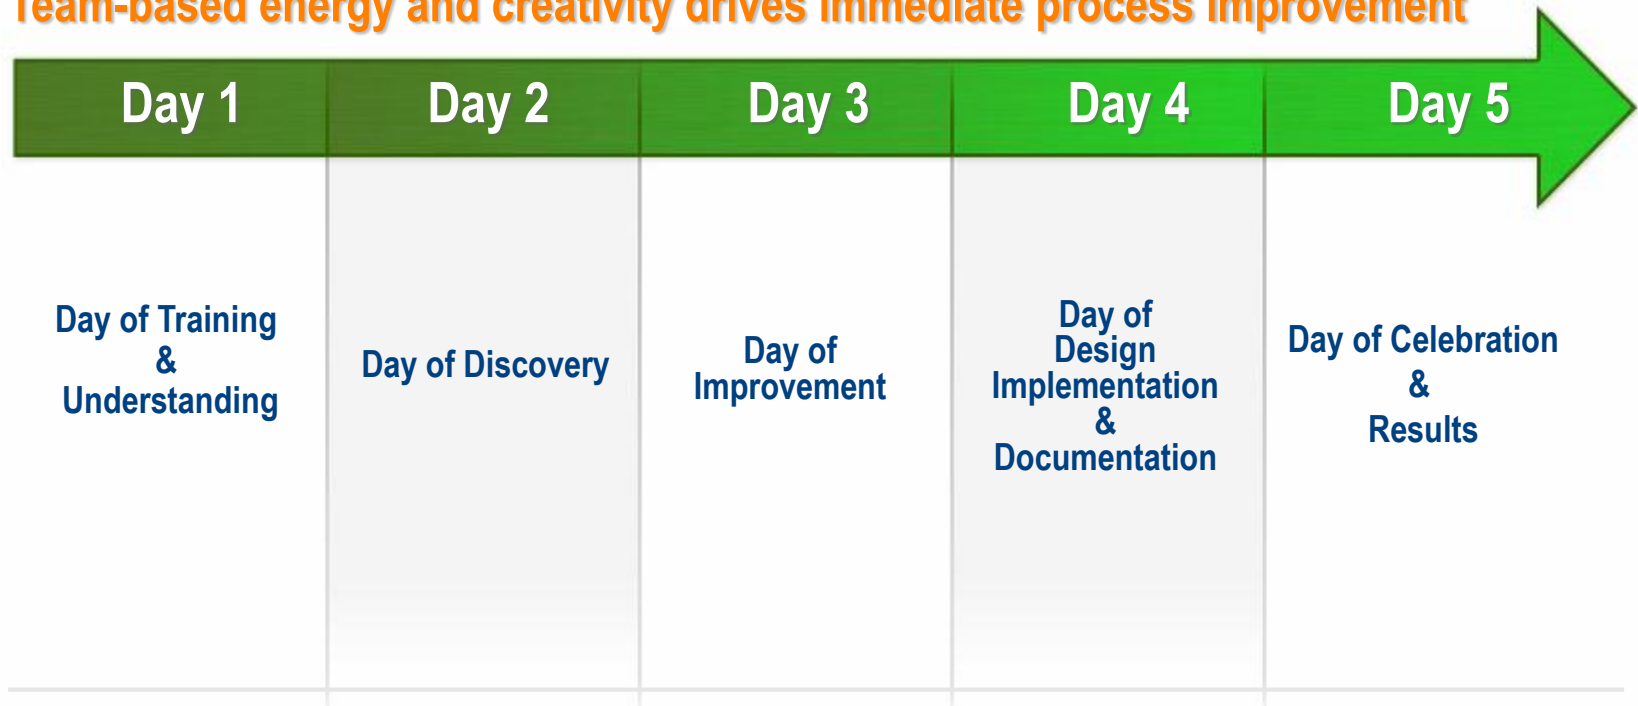 Team-based energy and creativity drives immediate process improvement
Day 1
Day 2
Day 3
Day 4
Day 5
Day of Training
&
Understanding
Day of Discovery
Day of
Improvement
Day of
Design
Implementation
&
Documentation
Day of Celebration
&
Results